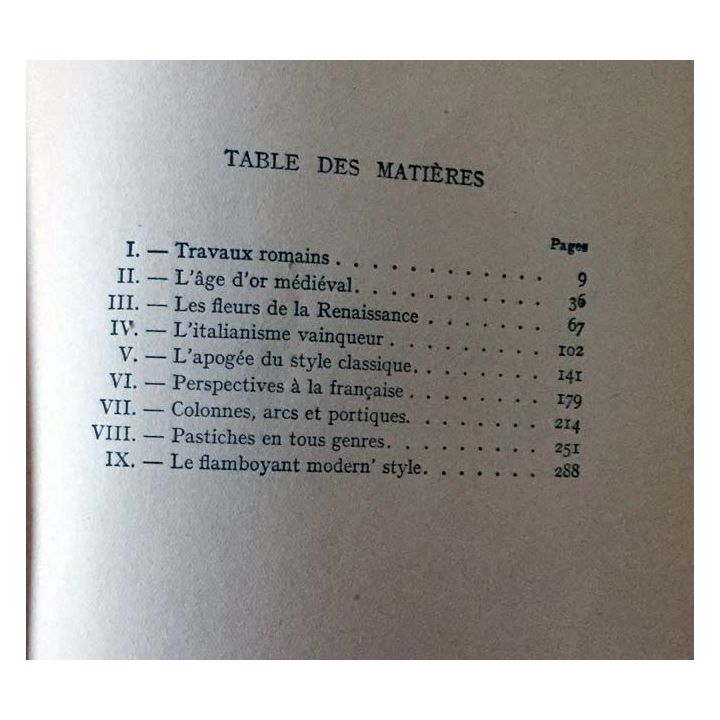 TABLE DES MATIÈRES
Pages
I. — Travaux romains . . . . . . . . . . . . 9
II. — L'âge d'or médiéval. . . . . . . . . . . 36
III. — Les fleurs de la Renaissance . . . . . . . 67
IV. — L'italianisme vainqueur . . . . . . . . . 102
V. — L'apogée du style classique. . . . . . . . 141
VI. — Perspectives à la française . . . . . . . . 179
VII. — Colonnes, arcs et portiques. . . . . . . . 214
VIII. — Pastiches en tous genres. . . . . . . . . 251
IX. — Le flamboyant modern' style. . . . . . . 288